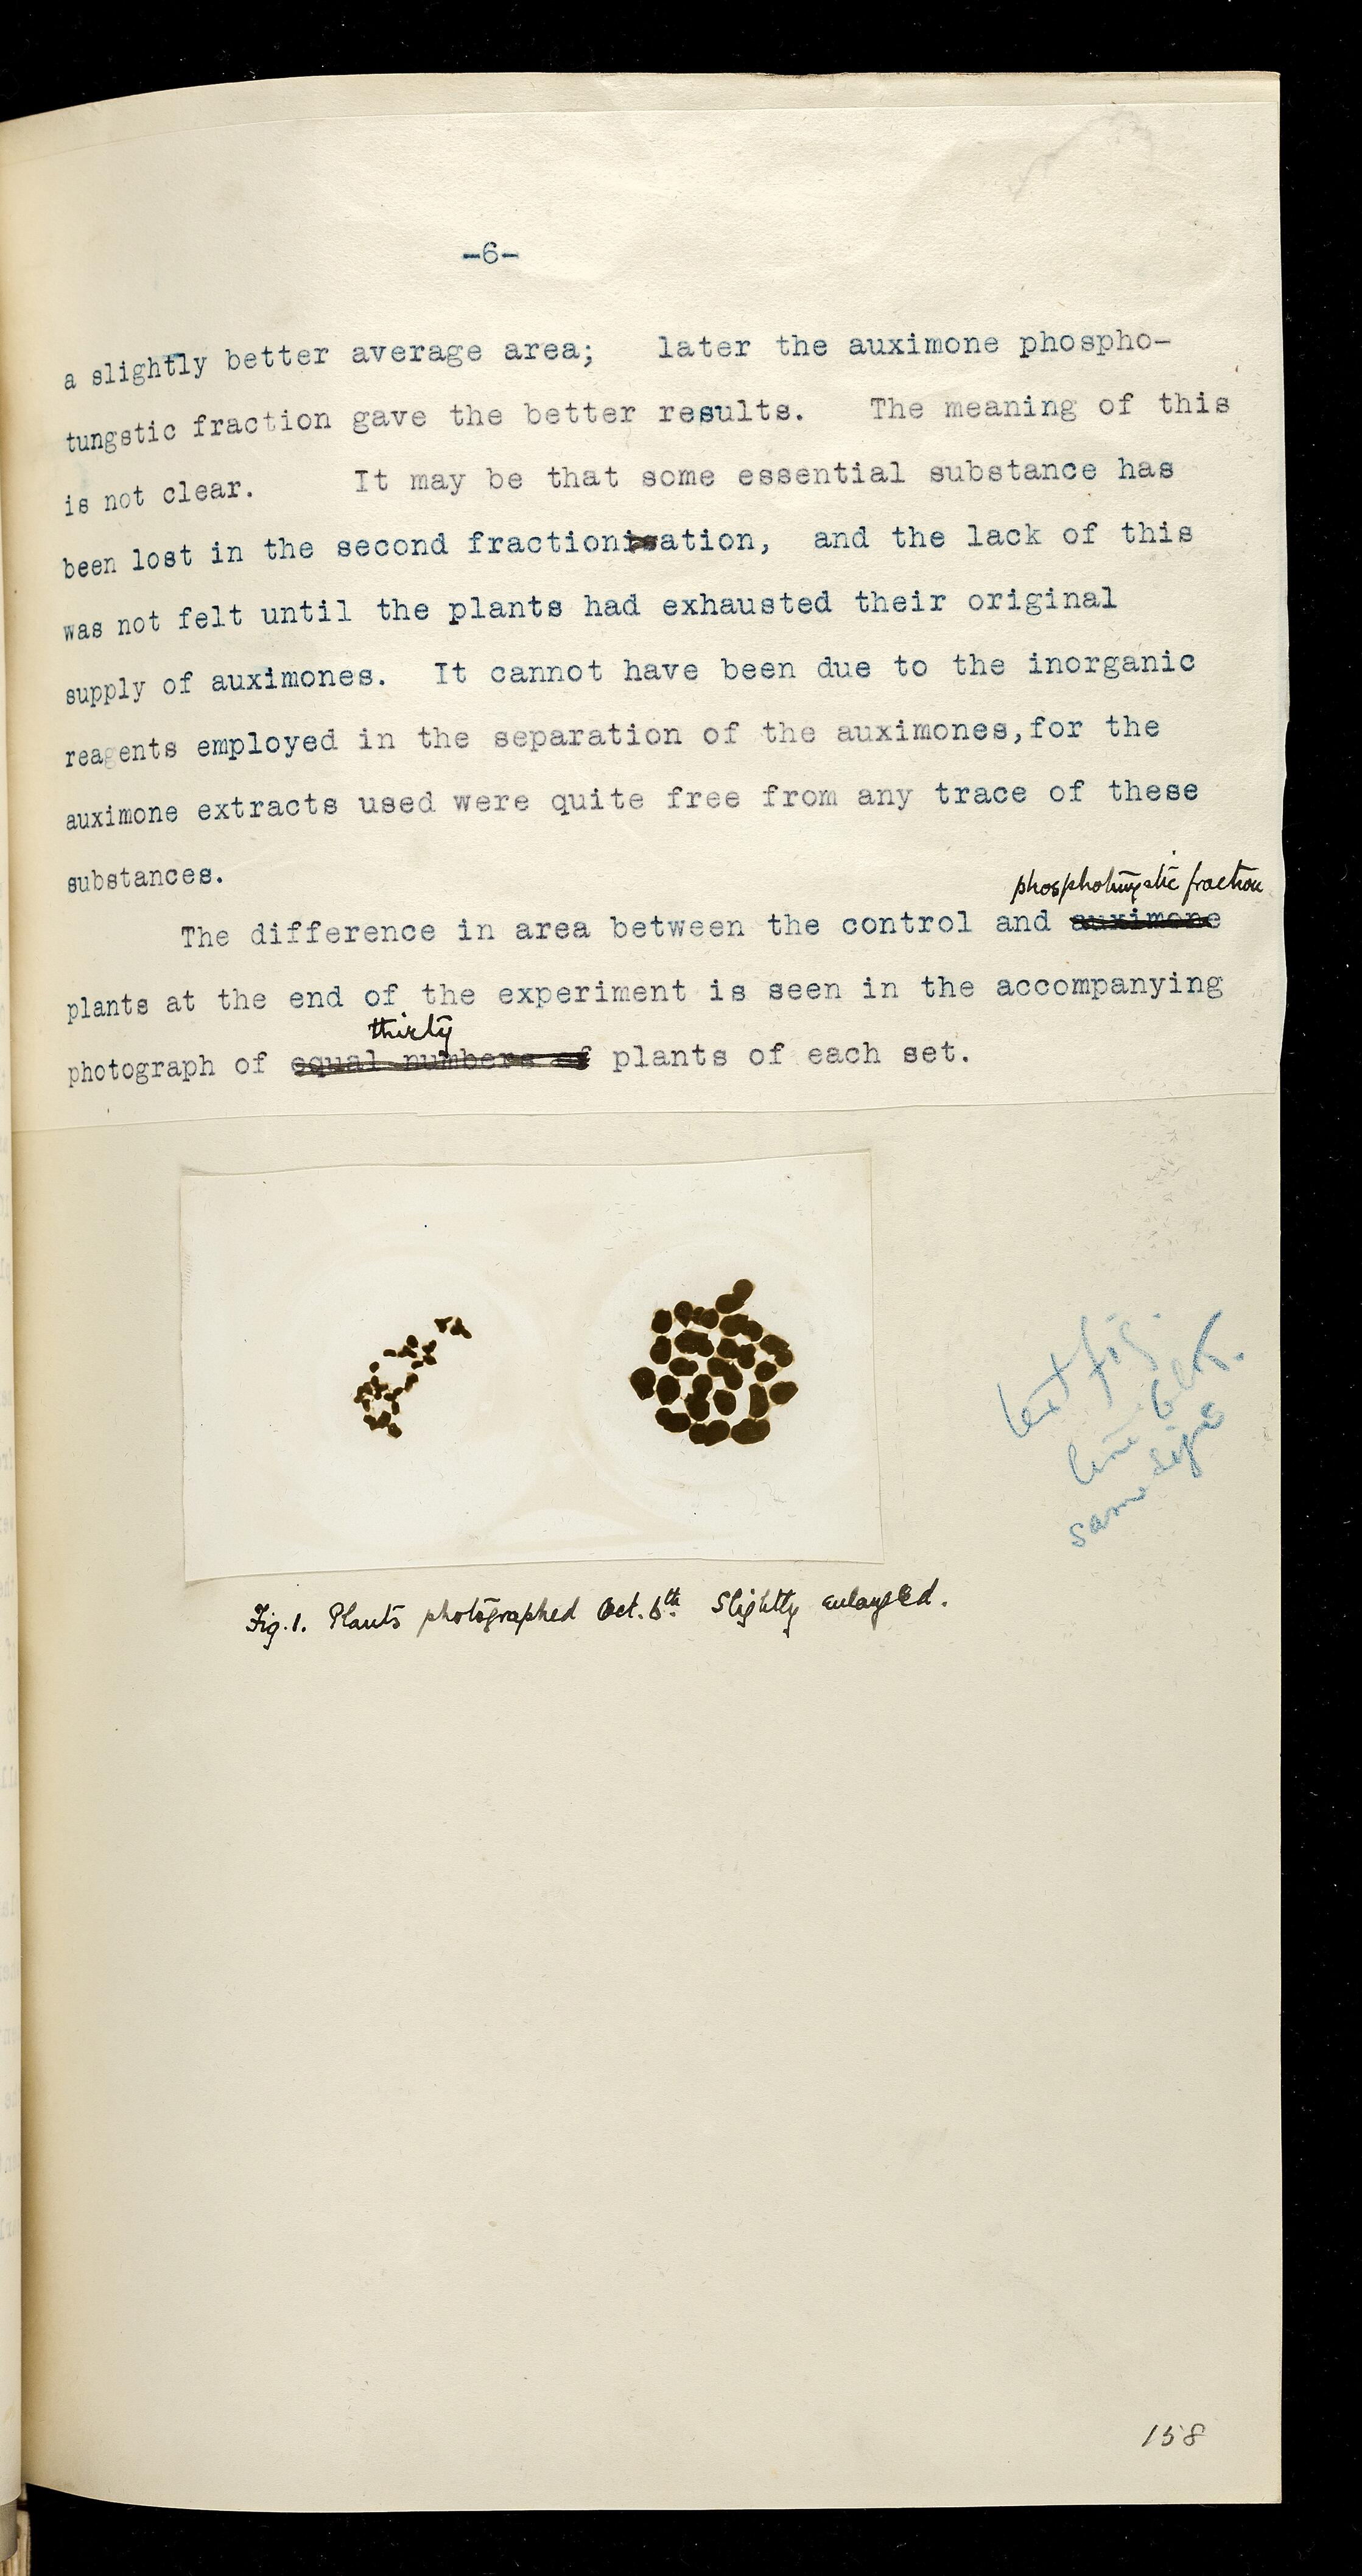 -6-
a slightly better average area; later the auximone phospho-
tungstic fraction gave the better results. The meaning of this
is not clear. It may be that some essential substance has
been lost in the second fractionation, and the lack of this
was not felt until the plants had exhausted their original
supply of auximones. It cannot have been due to the inorganic
reagents employed in the separation of the auximones, for the
auximone extracts used were quite free from any trace of these
substances.
phosphotungstic fraction
The difference in area between the control and auximone
plants at the end of the experiment is seen in the accompanying
thirty
photograph of equal numbers of plants of each set.
text fig.
line blk.
same size
Fig. 1. Plants photographed Oct. 6th. Slightly enlarged.
158